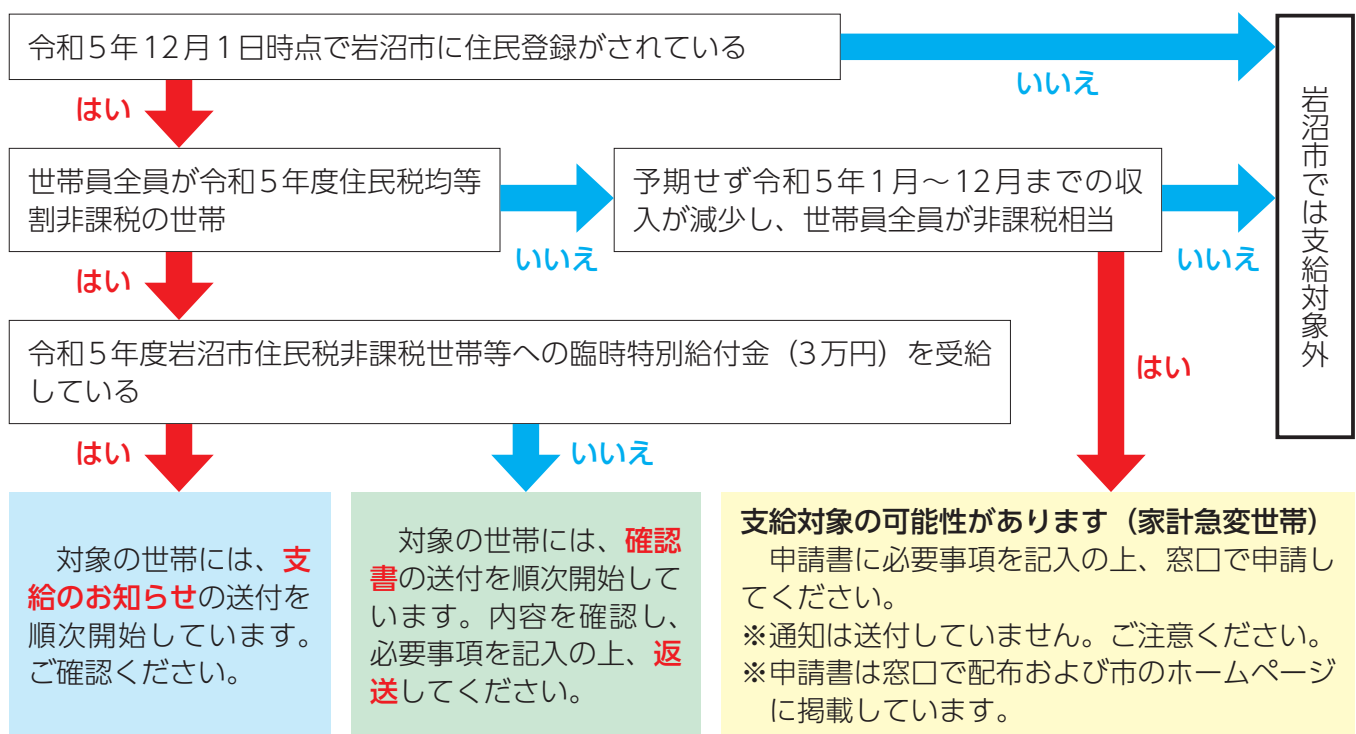 令和5年12月1日時点で岩沼市に住民登録がされている
いいえ
はい
世帯員全員が令和5年度住民税均等
割非課税の世帯
いいえ
予期せず令和5年1月～12月までの収
入が減少し、世帯員全員が非課税相当
いいえ
岩沼市では支給対象外
はい
はい
令和5年度岩沼市住民税非課税世帯等への臨時特別給付金（3万円）を受給
している
はい
いいえ
対象の世帯には、支
給のお知らせの送付を
順次開始しています。
ご確認ください。
対象の世帯には、確認
書の送付を順次開始して
います。内容を確認し、
必要事項を記入の上、返
送してください。
支給対象の可能性があります（家計急変世帯）
申請書に必要事項を記入の上、窓口で申請し
てください。
※通知は送付していません。ご注意ください。
※申請書は窓口で配布および市のホームページ
に掲載しています。